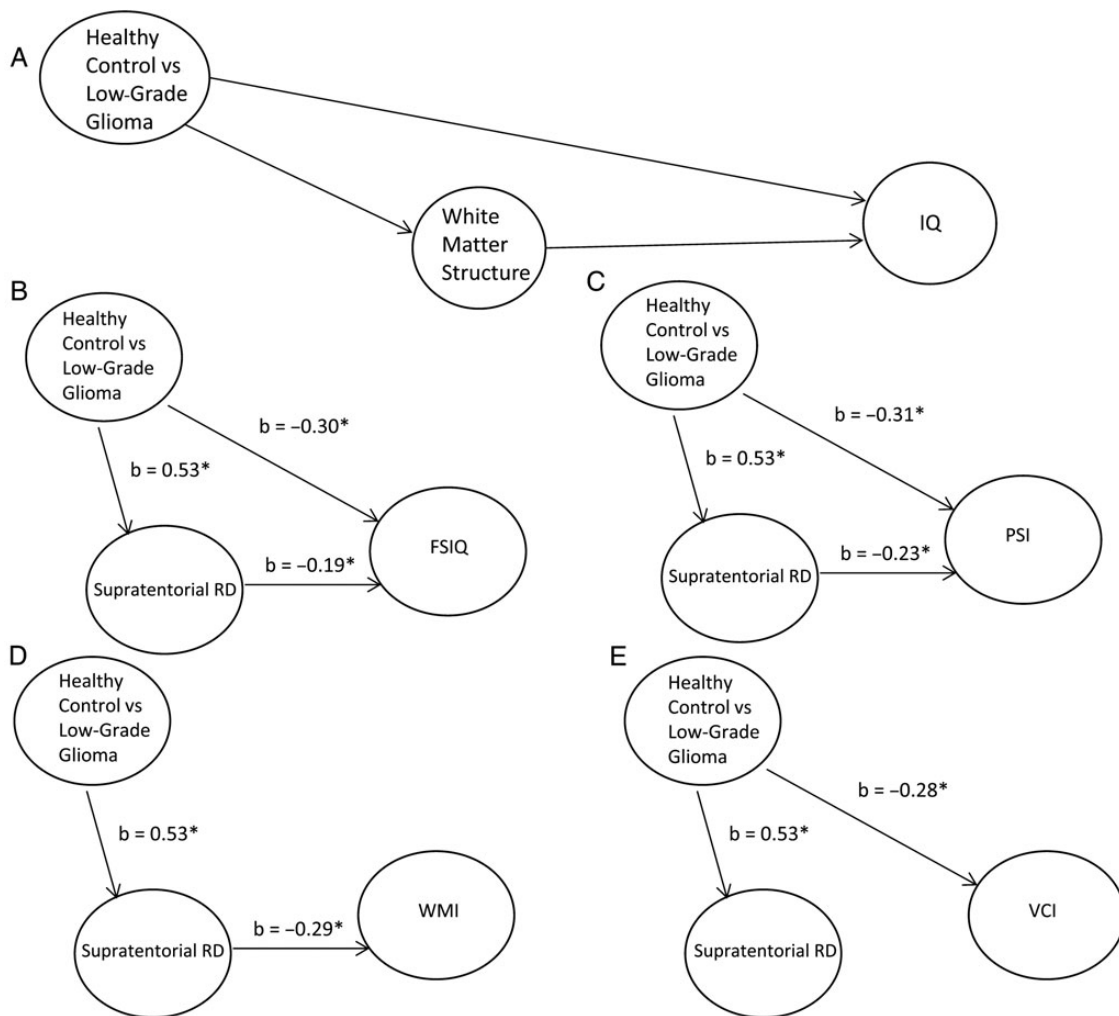 A
Healthy
Control vs
Low-Grade
Glioma
White
Matter
Structure
IQ
B
Healthy
Control vs
Low-Grade
Glioma
b = −0.30*
b = 0.53*
FSIQ
b = −0.19*
Supratentorial RD
C
Healthy
Control vs
Low-Grade
Glioma
b = −0.31*
b = 0.53*
PSI
b = −0.23*
Supratentorial RD
D
Healthy
Control vs
Low-Grade
Glioma
b = 0.53*
WMI
b = −0.29*
Supratentorial RD
E
Healthy
Control vs
Low-Grade
Glioma
b = −0.28*
b = 0.53*
VCI
Supratentorial RD